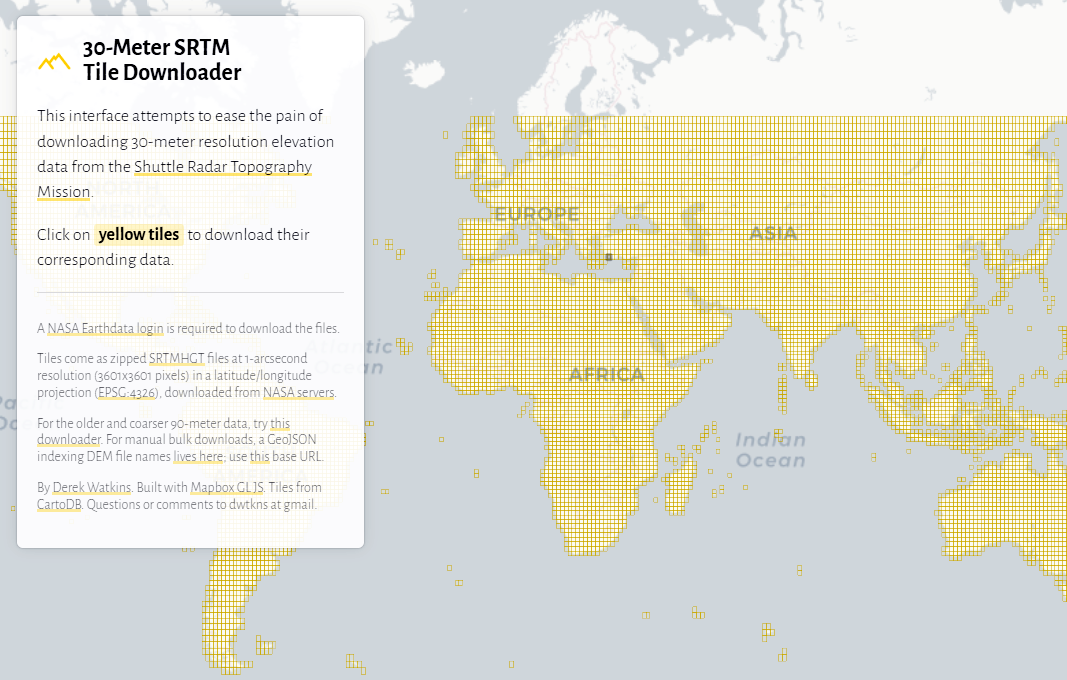 30-Meter SRTM
Tile Downloader
This interface attempts to ease the pain of
downloading 30-meter resolution elevation
data from the Shuttle Radar Topography
Mission.
Click on yellow tiles to download their
corresponding data.
A NASA Earthdata login is required to download the files.
Tiles come as zipped SRTMHGT files at 1-arcsecond
resolution (3601x3601 pixels) in a latitude/longitude
projection (EPSG:4326), downloaded from NASA servers.
For the older and coarser 90-meter data, try this
downloader. For manual bulk downloads, a GeoJSON
indexing DEM file names lives here; use this base URL.
By Derek Watkins. Built with Mapbox GL JS. Tiles from
CartoDB. Questions or comments to dwtkns at gmail.
NORTH
AMERICA
EUROPE
ASIA
Atlantic
Ocean
AFRICA
Indian
Ocean
AMERICA